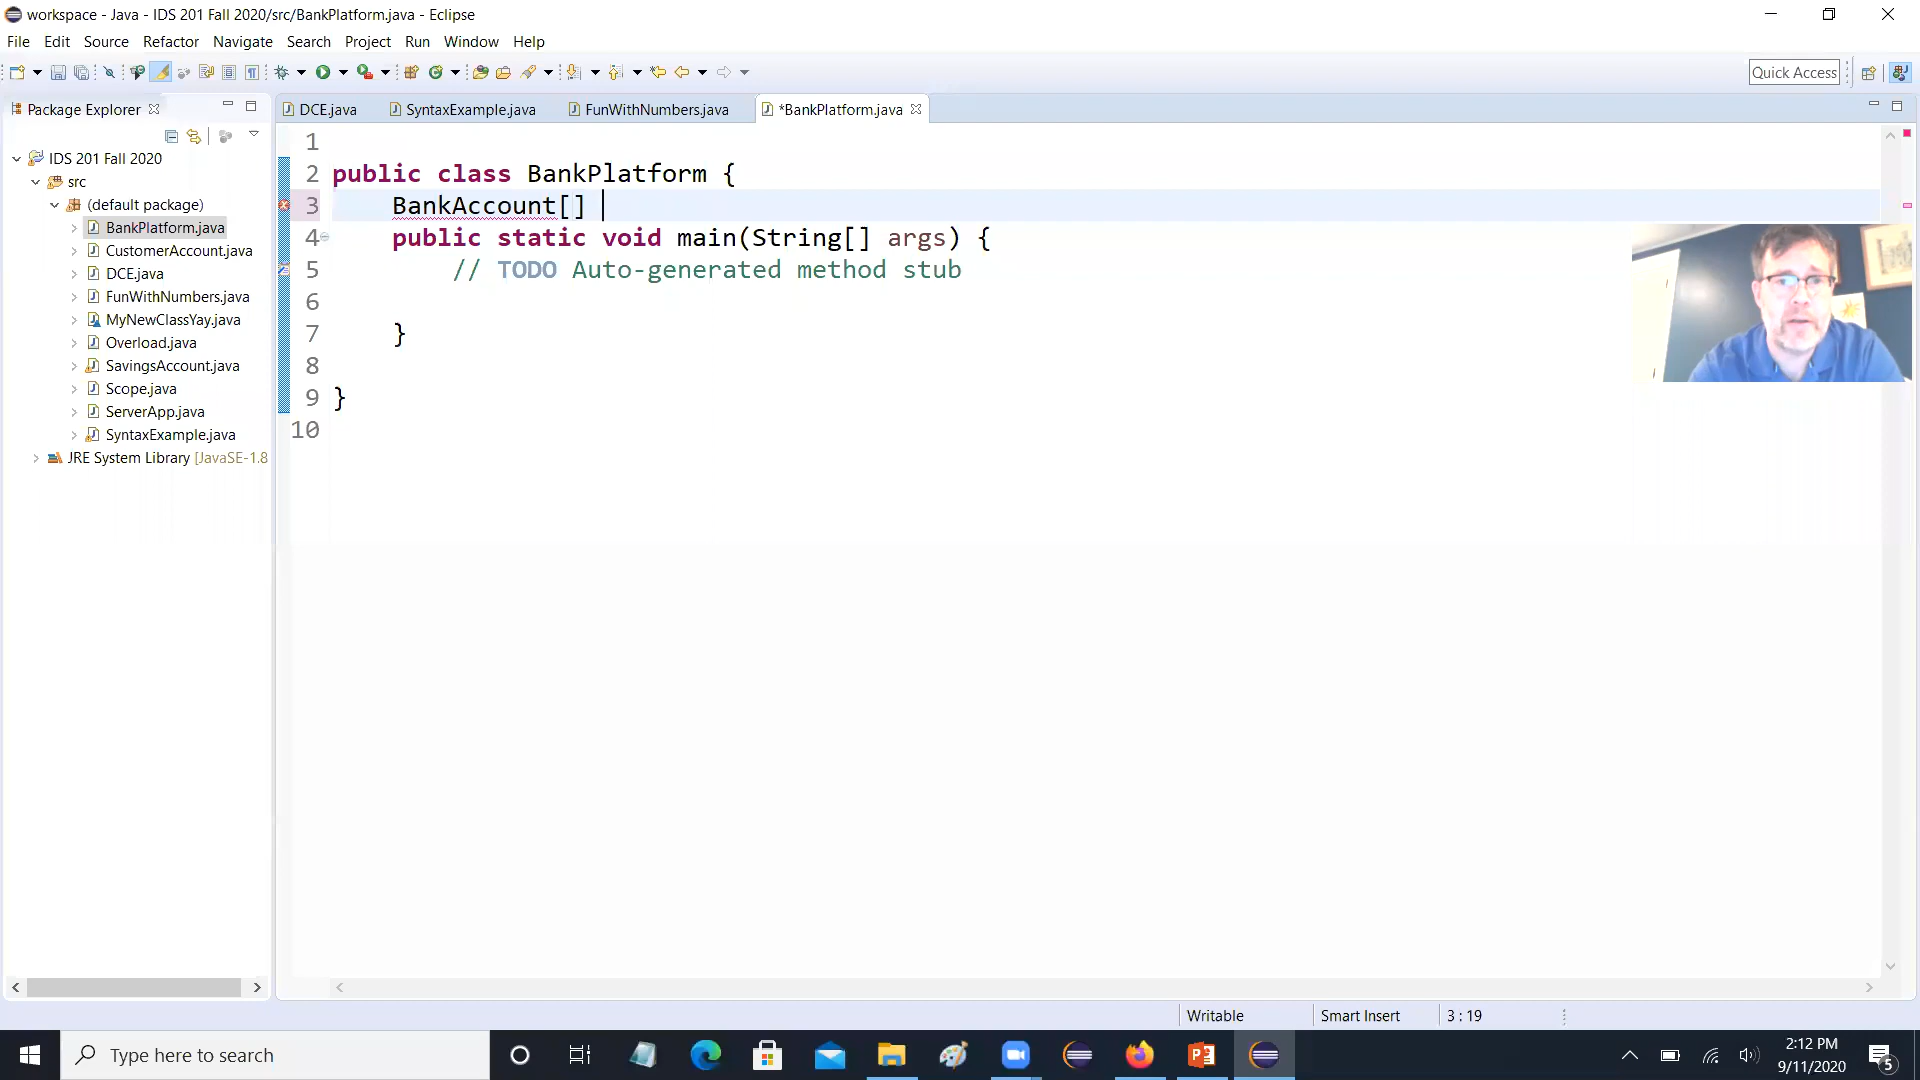 workspace - Java - IDS 201 Fall 2020/src/BankPlatform.java - Eclipse
File Edit Source Refactor Navigate Search Project Run Window Help
Quick Access
Package Explorer
DCE.java SyntaxExample.java FunWithNumbers.java *BankPlatform.java
IDS 201 Fall 2020
src
(default package)
BankPlatform.java
CustomerAccount.java
DCE.java
FunWithNumbers.java
MyNewClassYay.java
Overload.java
SavingsAccount.java
Scope.java
ServerApp.java
SyntaxExample.java
JRE System Library [JavaSE-1.8
1
2 public class BankPlatform {
3 BankAccount[]
4 public static void main(String[] args) {
5 // TODO Auto-generated method stub
6
7 }
8
9 }
10
Writable Smart Insert 3 : 19
Type here to search
2:12 PM
9/11/2020
5